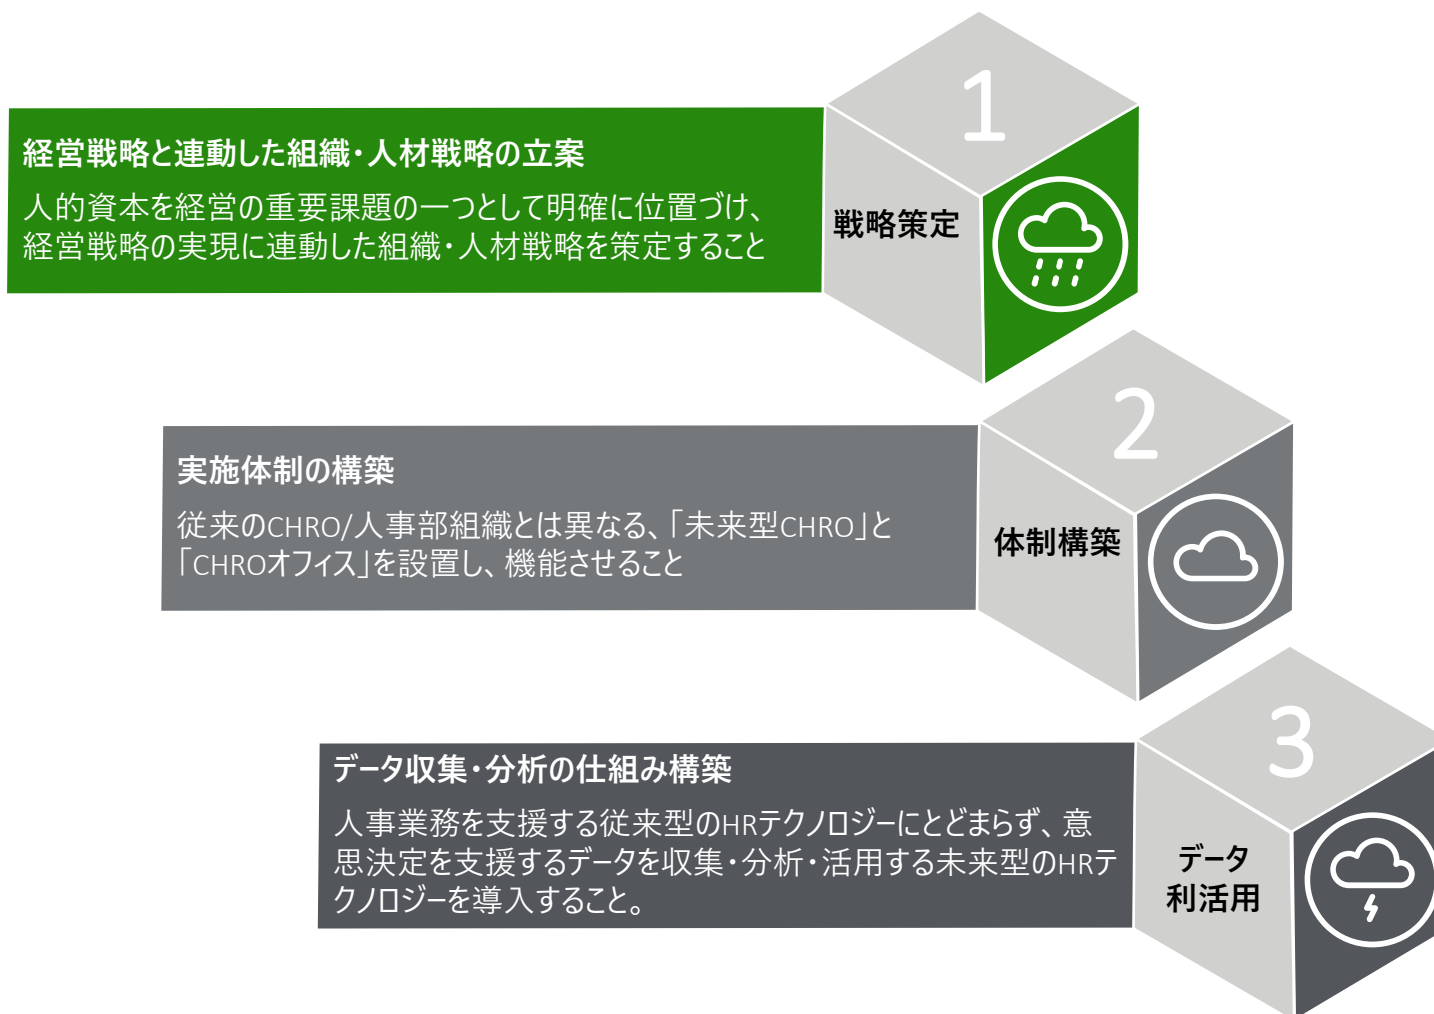 1
経営戦略と連動した組織・人材戦略の立案
人的資本を経営の重要課題の一つとして明確に位置づけ、
経営戦略の実現に連動した組織・人材戦略を策定すること
戦略策定
2
実施体制の構築
従来のCHRO/人事部組織とは異なる、「未来型CHRO」と
「CHROオフィス」を設置し、機能させること
体制構築
3
データ収集・分析の仕組み構築
人事業務を支援する従来型のHRテクノロジーにとどまらず、意
思決定を支援するデータを収集・分析・活用する未来型のHRテ
クノロジーを導入すること。
データ
利活用